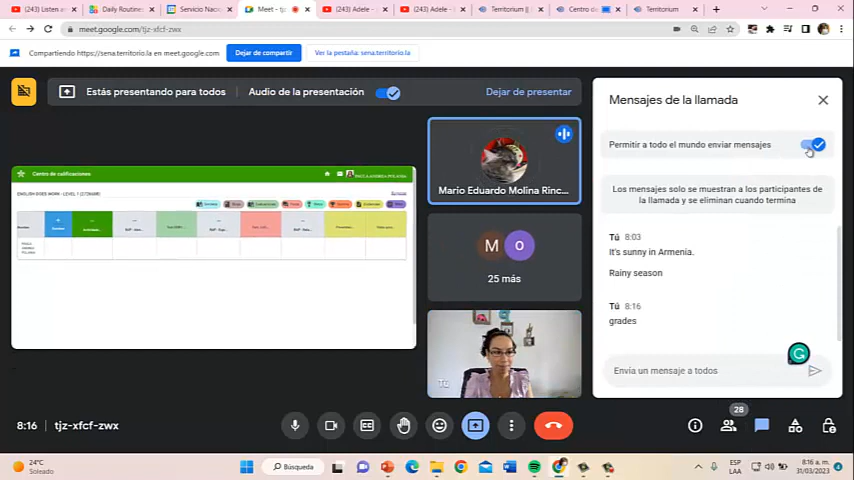 (243) Listen an
Daily Routines
Servicio Nac
Meet - tjz
(243) Adele -
(243) Adele -
Territorium ||
Centro de
Territorium
meet.google.com/tjz-xfcf-zwx
Compartiendo https://sena.territorio.la en meet.google.com
Dejar de compartir
Ver la pestaña: sena.territorio.la
Estás presentando para todos
Audio de la presentación
Dejar de presentar
Centro de calificaciones
ENGLISH DOES WORK - LEVEL 1
Mario Eduardo Molina Rinc...
M
o
25 más
Tú
Mensajes de la llamada
Permitir a todo el mundo enviar mensajes
Los mensajes solo se muestran a los participantes de
la llamada y se eliminan cuando termina
Tú 8:03
It's sunny in Armenia.
Rainy season
Tú 8:16
grades
Envía un mensaje a todos
8:16
tjz-xfcf-zwx
28
24°C
Soleado
Búsqueda
ESP
LAA
8:16 a.m.
31/03/2023